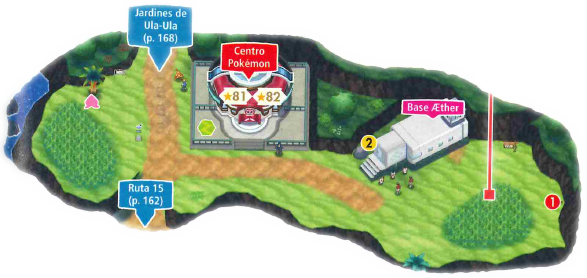 Jardines de
Ula-Ula
(p. 168)
Centro
Pokémon
★81 ★82
Base Æther
2
Ruta 15
(p. 162)
1